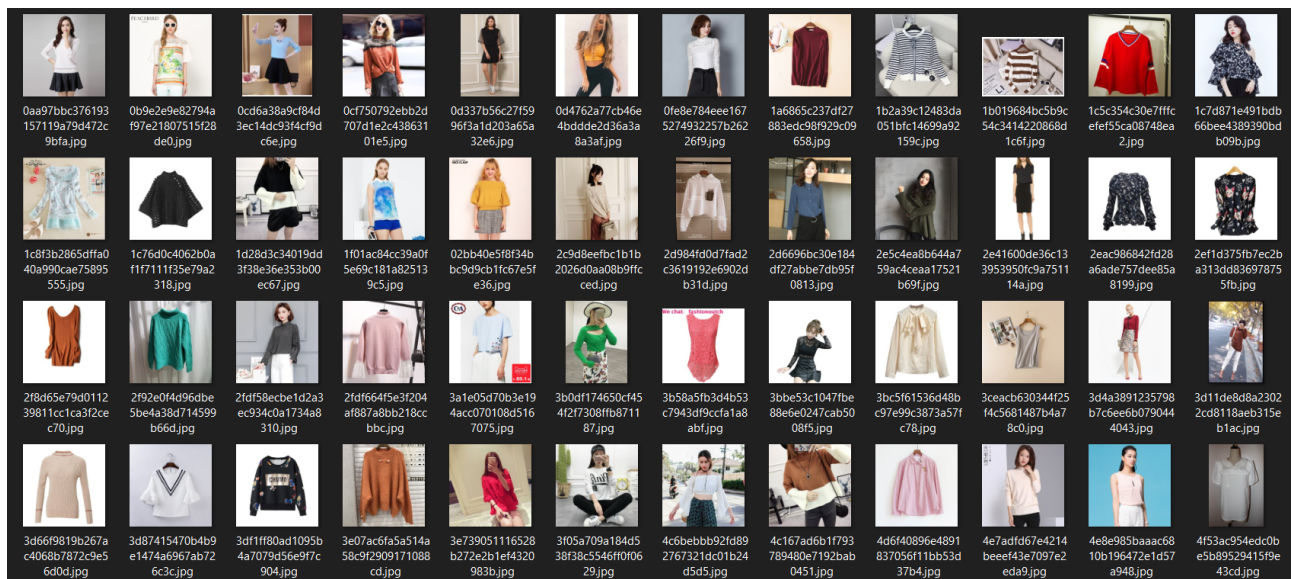 0aa97bbc376193
157119a79d472c
9bfa.jpg
0b9e2e9e82794a
f97e21807515f28
de0.jpg
0cd6a38a9cf84d
3ec14dc93f4cf9d
c6e.jpg
0cf750792ebb2d
707d1e2c438631
01e5.jpg
0d337b56c27f59
96f3a1d203a65a
32e6.jpg
0d4762a77cb46e
4bddde2d36a3a
8a3af.jpg
0fe8e784eee167
5274932257b262
26f9.jpg
1a6865c237df27
883edc98f929c09
658.jpg
1b2a39c12483da
051bfc14699a92
159c.jpg
1b019684bc5b9c
54c3414220868d
1c6f.jpg
1c5c354c30e7fffc
efef55ca08748ea
2.jpg
1c7d871e491bdb
66bee4389390bd
b09b.jpg
1c8f3b2865dffa0
40a990cae75895
555.jpg
1c76d0c4062b0a
f1f7111f35e79a2
318.jpg
1d28d3c34019dd
3f38e36e353b00
ec67.jpg
1f01ac84cc39a0f
5e69c181a82513
9c5.jpg
02bb40e5f8f34b
bc9d9cb1fc67e5f
e36.jpg
2c9d8eefbc1b1b
2026d0aa08b9ffc
ced.jpg
2d984fd0d7fad2
c3619192e6902d
b31d.jpg
2d6696bc30e184
df27abbe7db95f
0813.jpg
2e5c4ea8b644a7
59ac4ceaa17521
b69f.jpg
2e41600de36c13
3953950fc9a7511
14a.jpg
2eac986842fd28
a6ade757dee85a
8199.jpg
2ef1d375fb7ec2b
a313dd83697875
5fb.jpg
2f8d65e79d0112
39811cc1ca3f2ce
c70.jpg
2f92e0f4d96dbe
5be4a38d714599
b66d.jpg
2fdf58ecbe1d2a3
ec934c0a1734a8
310.jpg
2fdf664f5e3f204
af887a8bb218cc
bbc.jpg
3a1e05d70b3e19
4acc070108d516
7075.jpg
3b0df174650cf45
4f2f7308ffb8711
87.jpg
We chat fashionsontch
3b58a5fb3d4b53
c7943df9ccfa1a8
abf.jpg
3bbe53c1047fbe
88e6e0247cab50
08f5.jpg
3bc5f61536d48b
c97e99c3873a57f
c78.jpg
3ceacb630344f25
f4c5681487b4a7
8c0.jpg
3d4a3891235798
b7c6ee6b079044
4043.jpg
3d11de8d8a2302
2cd8118aeb315e
b1ac.jpg
3d66f9819b267a
c4068b7872c9e5
6d0d.jpg
3d87415470b4b9
e1474a6967ab72
6c3c.jpg
3df1ff80ad1095b
4a7079d56e9f7c
904.jpg
3e07ac6fa5a514a
58c9f2909171088
cd.jpg
3e739051116528
b272e2b1ef4320
983b.jpg
3f05a709a184d5
38f38c5546ff0f06
29.jpg
4c6bebbb92fd89
2767321dc01b24
d5d5.jpg
4c167ad6b1f793
789480e7192bab
0451.jpg
4d6f40896e4891
837056f11bb53d
37b4.jpg
4e7adfd67e4214
beeef43e7097e2
eda9.jpg
4e8e985baaac68
10b196472e1d57
a948.jpg
4f53ac954edc0b
e5b89529415f9e
43cd.jpg